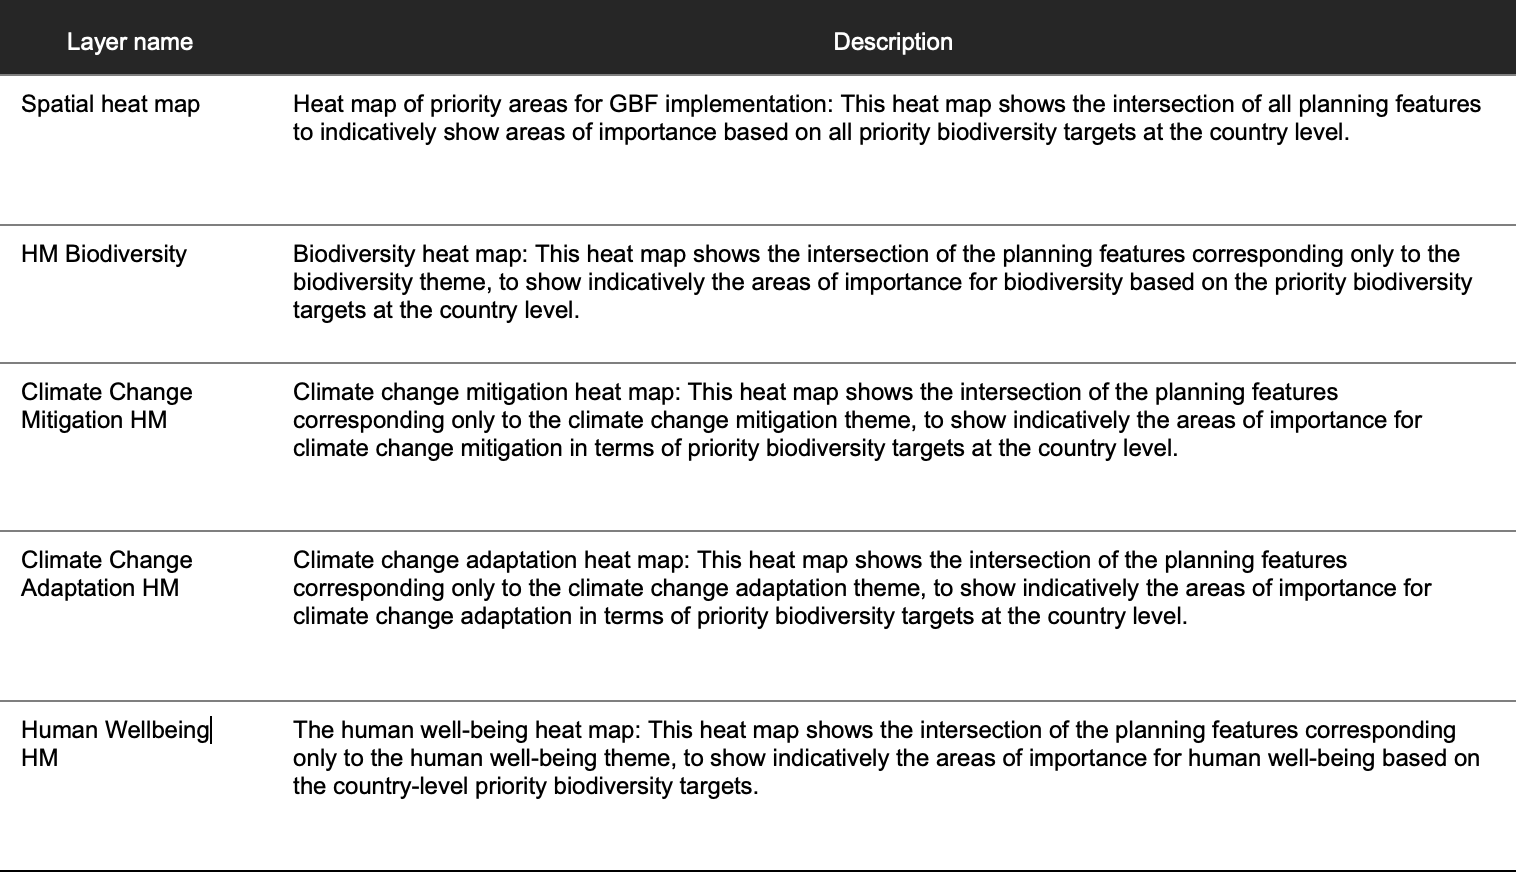 Layer name
Description
Spatial heat map
Heat map of priority areas for GBF implementation: This heat map shows the intersection of all planning features
to indicatively show areas of importance based on all priority biodiversity targets at the country level.
HM Biodiversity
Biodiversity heat map: This heat map shows the intersection of the planning features corresponding only to the
biodiversity theme, to show indicatively the areas of importance for biodiversity based on the priority biodiversity
targets at the country level.
Climate Change
Mitigation HM
Climate change mitigation heat map: This heat map shows the intersection of the planning features
corresponding only to the climate change mitigation theme, to show indicatively the areas of importance for
climate change mitigation in terms of priority biodiversity targets at the country level.
Climate Change
Adaptation HM
Climate change adaptation heat map: This heat map shows the intersection of the planning features
corresponding only to the climate change adaptation theme, to show indicatively the areas of importance for
climate change adaptation in terms of priority biodiversity targets at the country level.
Human Wellbeing
HM
The human well-being heat map: This heat map shows the intersection of the planning features corresponding
only to the human well-being theme, to show indicatively the areas of importance for human well-being based on
the country-level priority biodiversity targets.